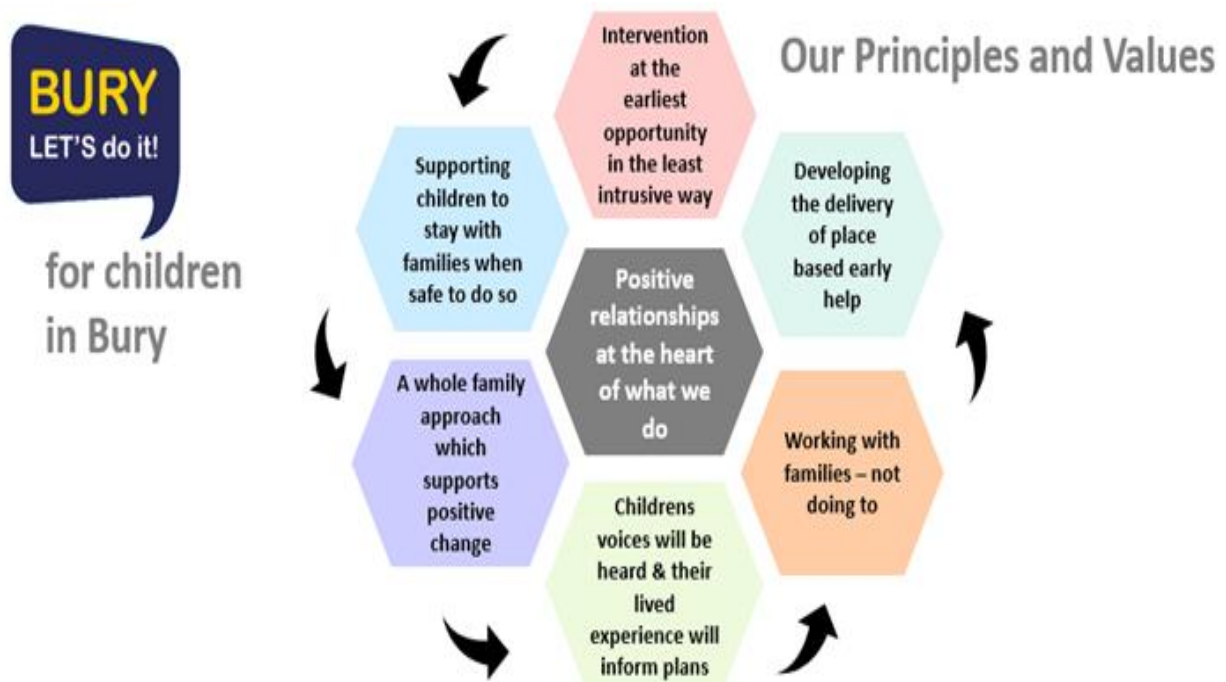 BURY
LET'S do it!
for children
in Bury
Our Principles and Values
Intervention
at the
earliest
opportunity
in the least
intrusive way
Supporting
children to
stay with
families when
safe to do so
Developing
the delivery
of place
based early
help
Positive
relationships
at the heart
of what we
do
A whole family
approach
which
supports
positive
change
Working with
families – not
doing to
Childrens
voices will be
heard & their
lived
experience will
inform plans